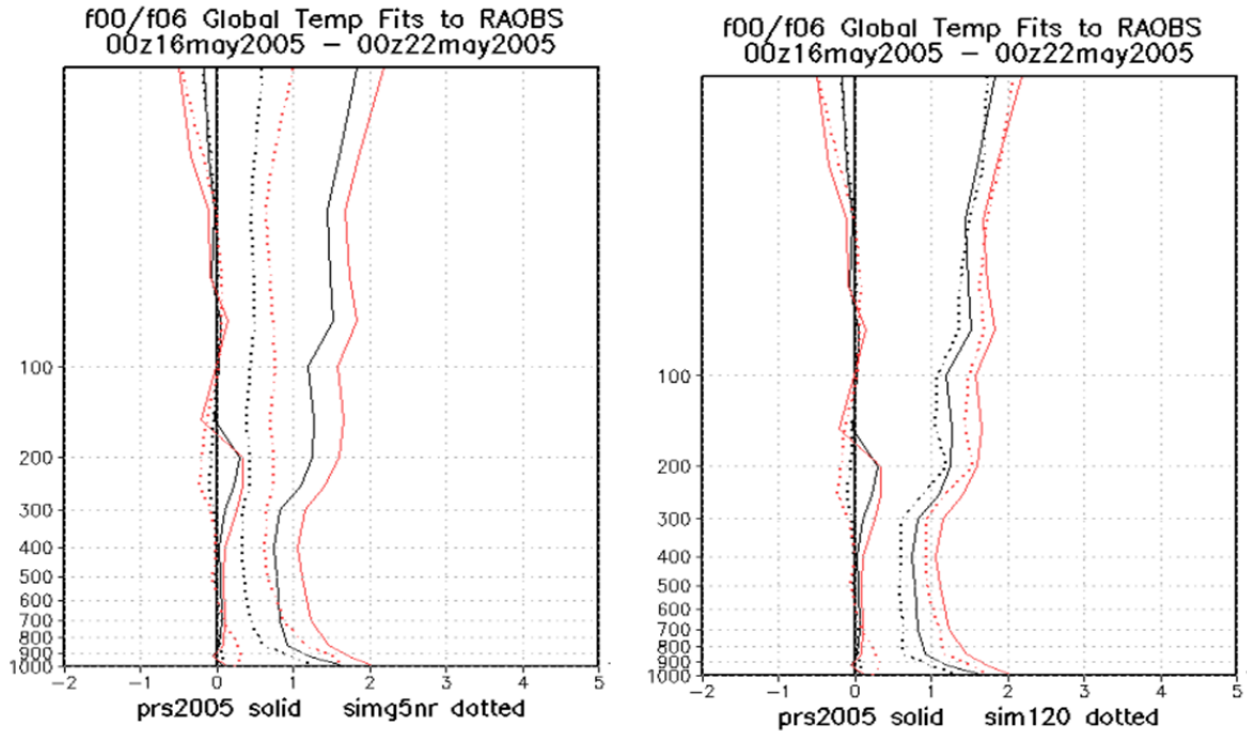 f00/f06 Global Temp Fits to RAOBS
00z16may2005 – 00z22may2005
100
200
300
400
500
600
700
800
900
1000
−2 −1 0 1 2 3 4 5
prs2005 solid simg5nr dotted
f00/f06 Global Temp Fits to RAOBS
00z16may2005 – 00z22may2005
100
200
300
400
500
600
700
800
900
1000
−2 −1 0 1 2 3 4 5
prs2005 solid sim120 dotted